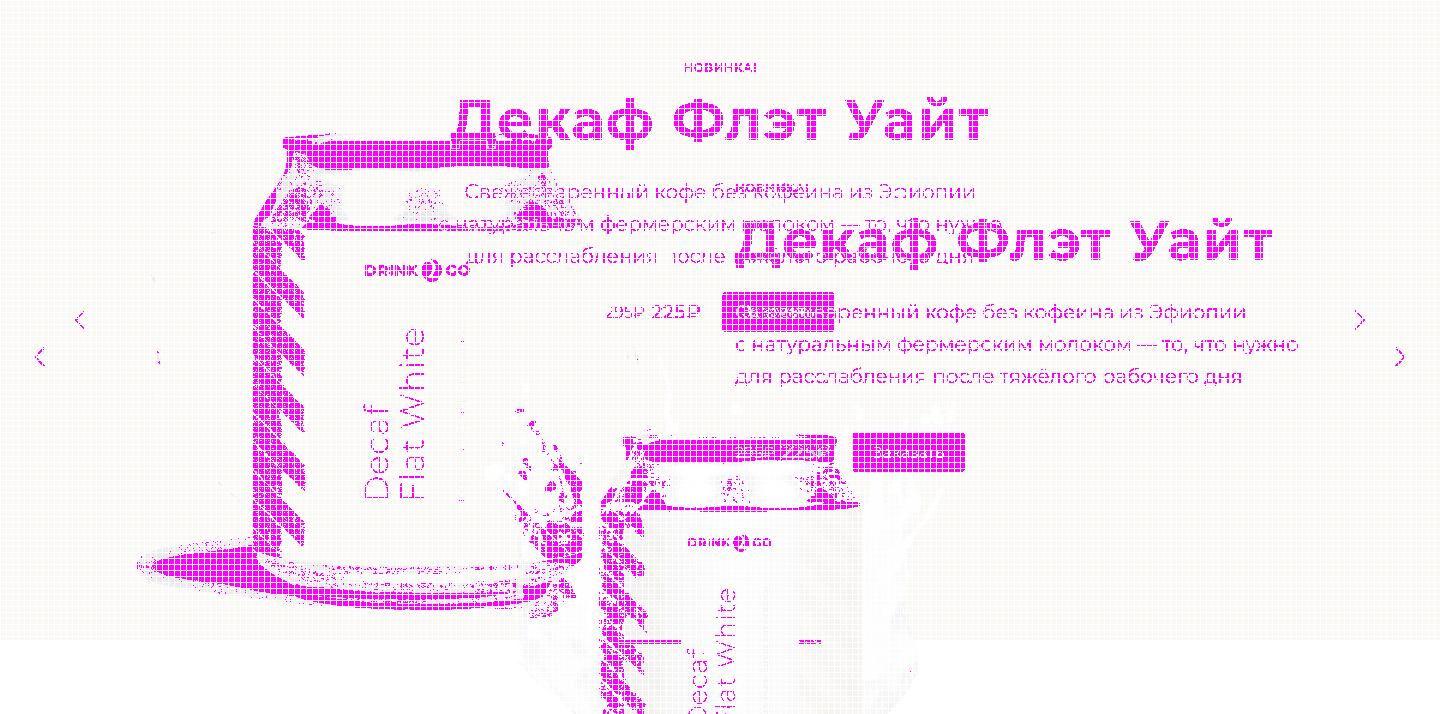 НОВИНКА!
Декаф Флэт Уайт
Свежежаренный кофе без кофеина из Эфиопии
с натуральным фермерским молоком — то, что нужно
для расслабления после рабочего дня
DRINK GO
295₽ 225₽
Decaf
Flat White
Декаф Флэт Уайт
ренный кофе без кофеина из Эфиопии
с натуральным фермерским молоком — то, что нужно
для расслабления после тяжёлого рабочего дня
DRINK GO
Decaf
Flat White